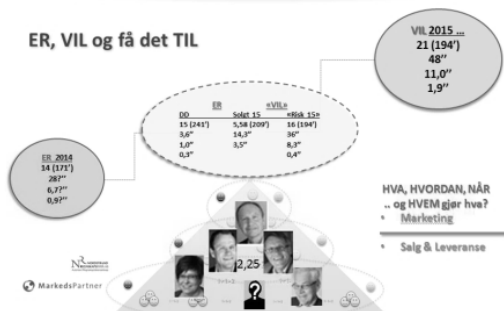 ER, VIL og få det TIL
VIL 2015 ...
21 (194')
48''
11,0''
1,9''
ER «VIL»
DD Solgt 15 «Risk 15»
15 (241') 5,58 (209') 16 (194')
3,6'' 14,3'' 36''
1,0'' 3,5'' 8,3''
0,3'' 0,4''
ER 2014
14 (171')
28?''
6,7?'
0,9?''
HVA, HVORDAN, NÅR
.. og HVEM gjør hva?
• Marketing
• Salg & Leveranse
2,25
?
MarkedsPartner